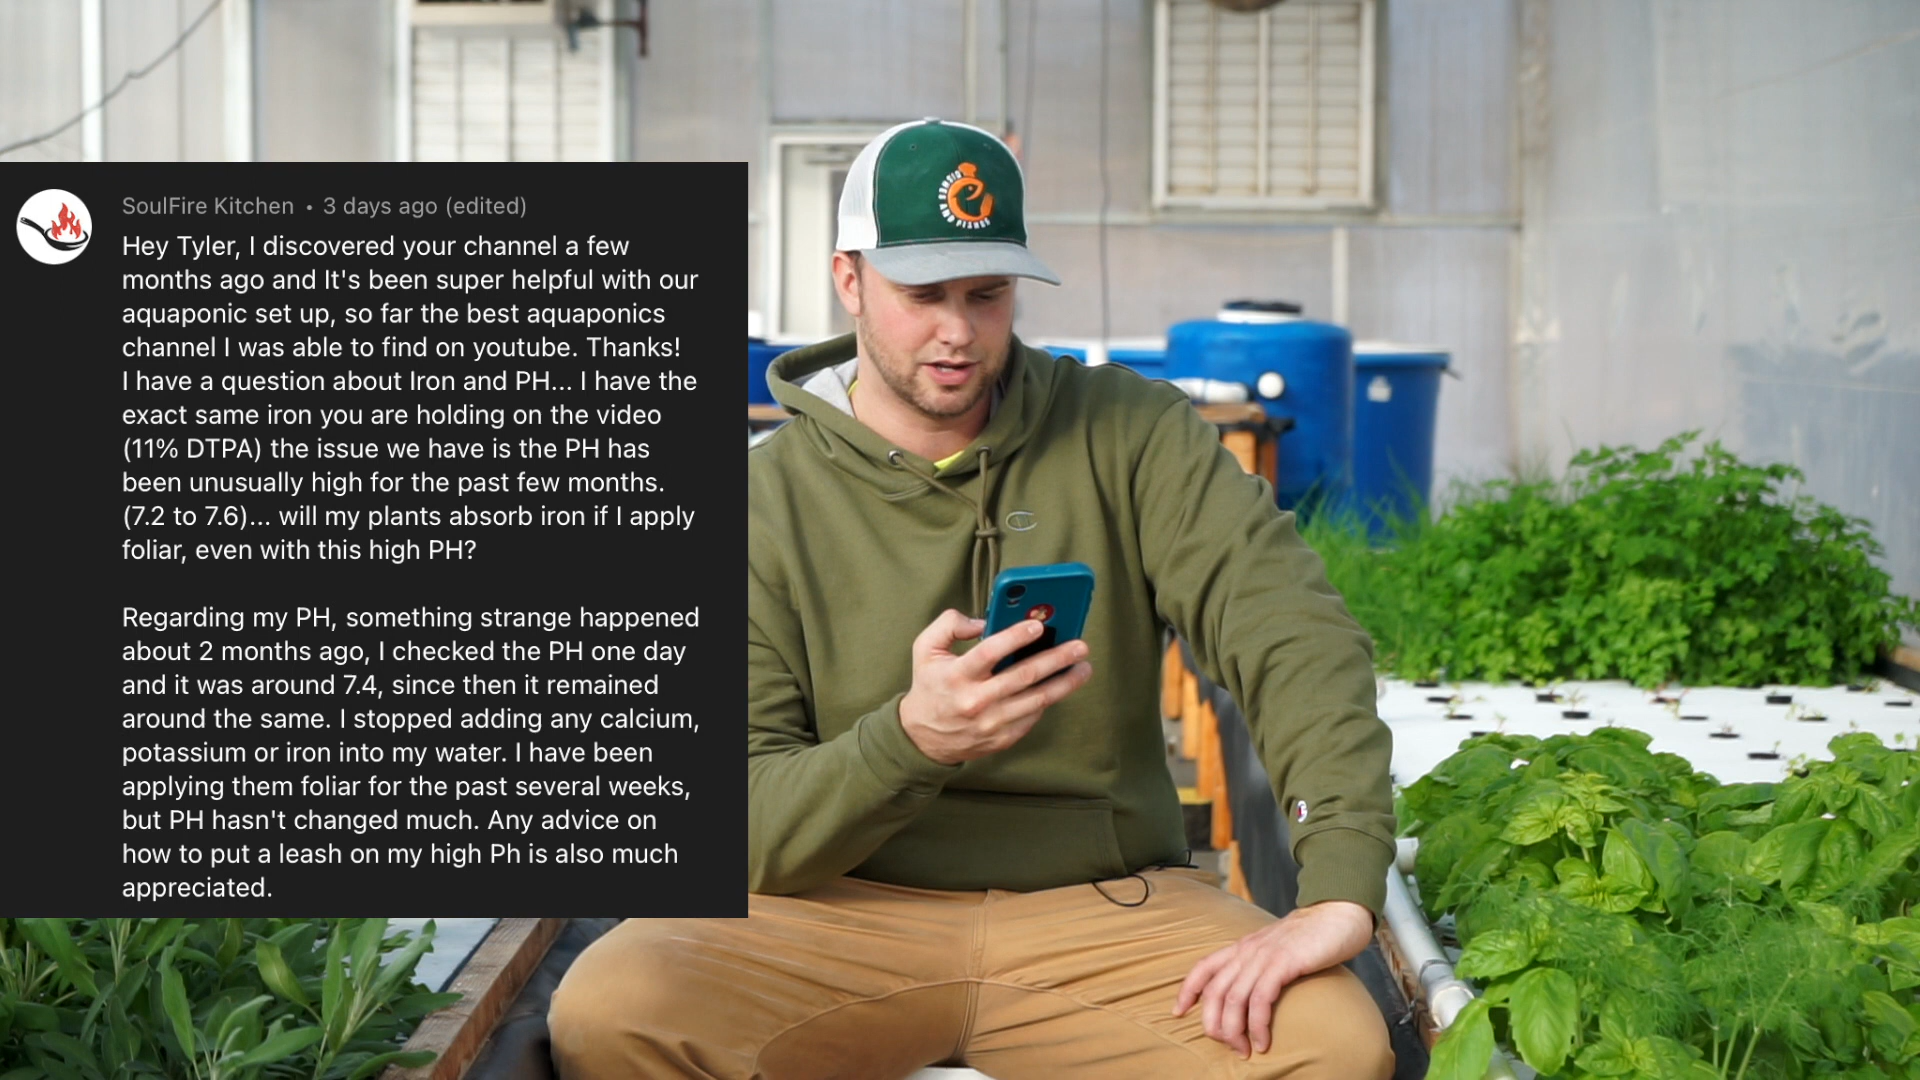 SoulFire Kitchen • 3 days ago (edited)
Hey Tyler, I discovered your channel a few
months ago and It's been super helpful with our
aquaponic set up, so far the best aquaponics
channel I was able to find on youtube. Thanks!
I have a question about Iron and PH... I have the
exact same iron you are holding on the video
(11% DTPA) the issue we have is the PH has
been unusually high for the past few months.
(7.2 to 7.6)... will my plants absorb iron if I apply
foliar, even with this high PH?
Regarding my PH, something strange happened
about 2 months ago, I checked the PH one day
and it was around 7.4, since then it remained
around the same. I stopped adding any calcium,
potassium or iron into my water. I have been
applying them foliar for the past several weeks,
but PH hasn't changed much. Any advice on
how to put a leash on my high Ph is also much
appreciated.
AND